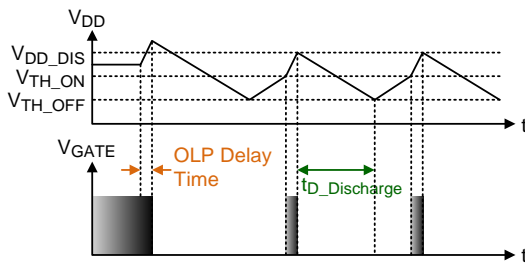 VDD
VDD_DIS
VTH_ON
VTH_OFF
t
VGATE
OLP Delay
Time
tD_Discharge
t